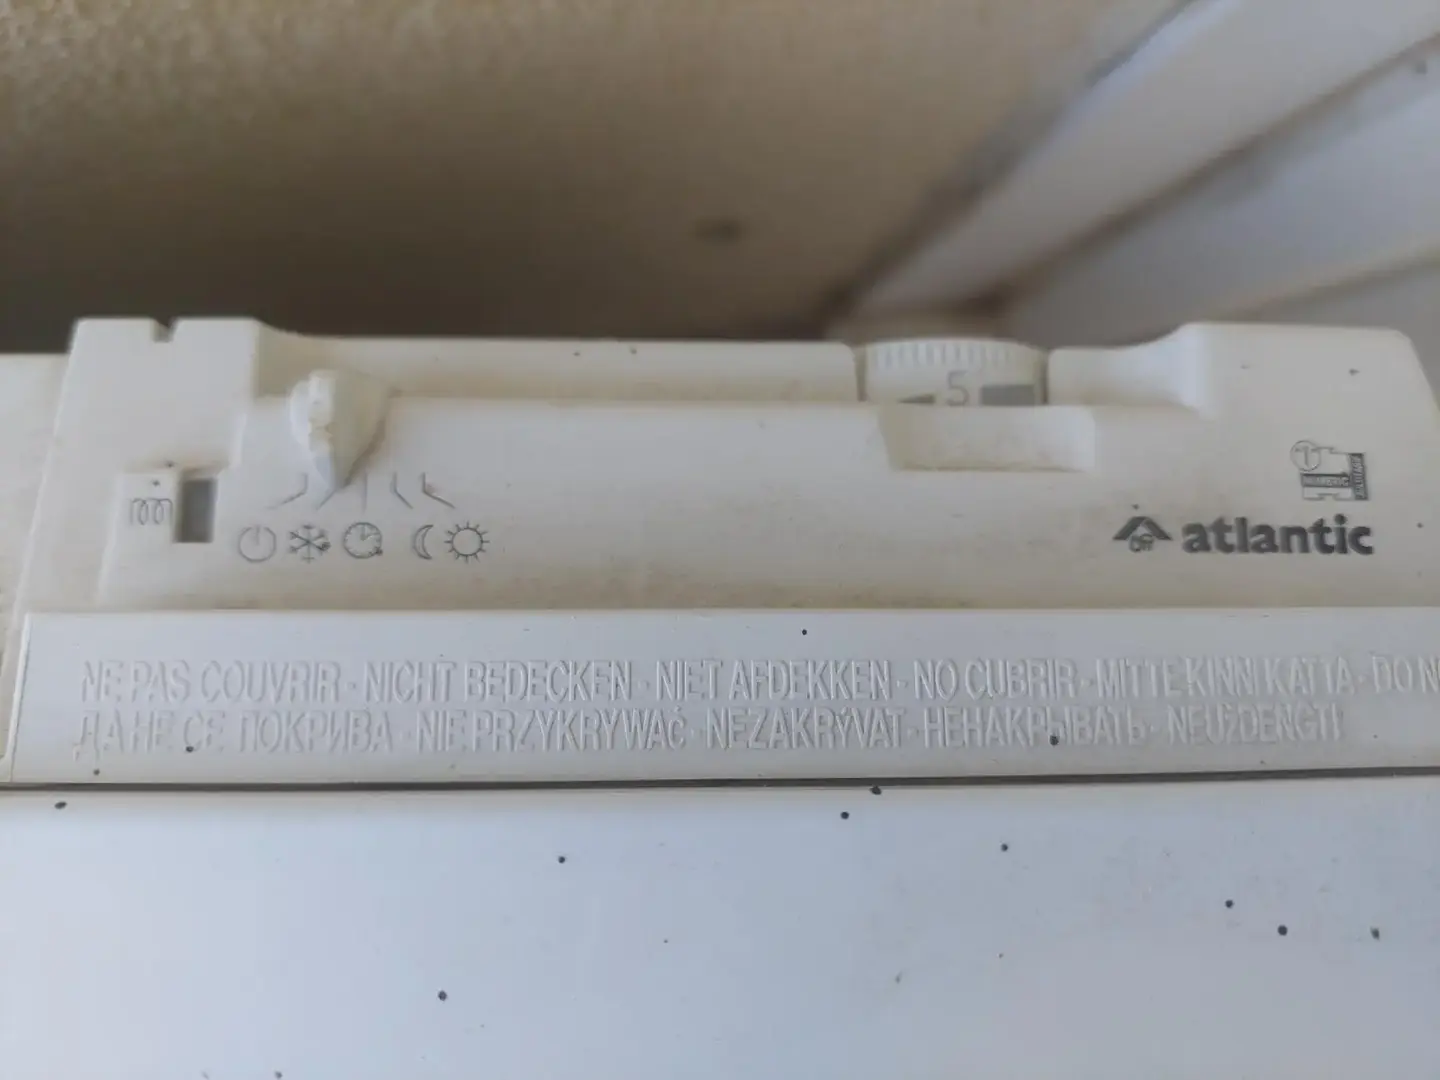 5
atlantic
NE PAS COUVRIR · NICHT BEDECKEN · NIET AFDEKKEN · NO CUBRIR · MITTE KINNI KATTA · DO N
ДА НЕ СЕ ПОКРИВА · NIE PRZYKRYWAĆ · NEZAKRÝVAT · НЕ НАКРЫВАТЬ · NEUŽDENGTI